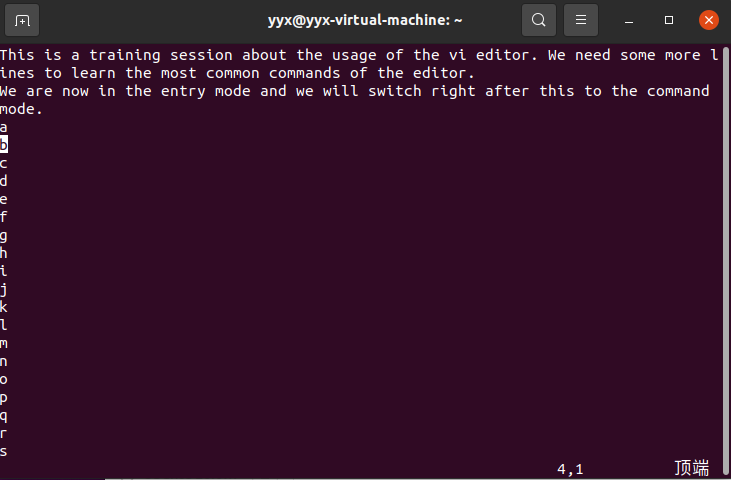 yyx@yyx-virtual-machine: ~
This is a training session about the usage of the vi editor. We need some more l
ines to learn the most common commands of the editor.
We are now in the entry mode and we will switch right after this to the command
mode.
a
b
c
d
e
f
g
h
i
j
k
l
m
n
o
p
q
r
s
4,1 顶端